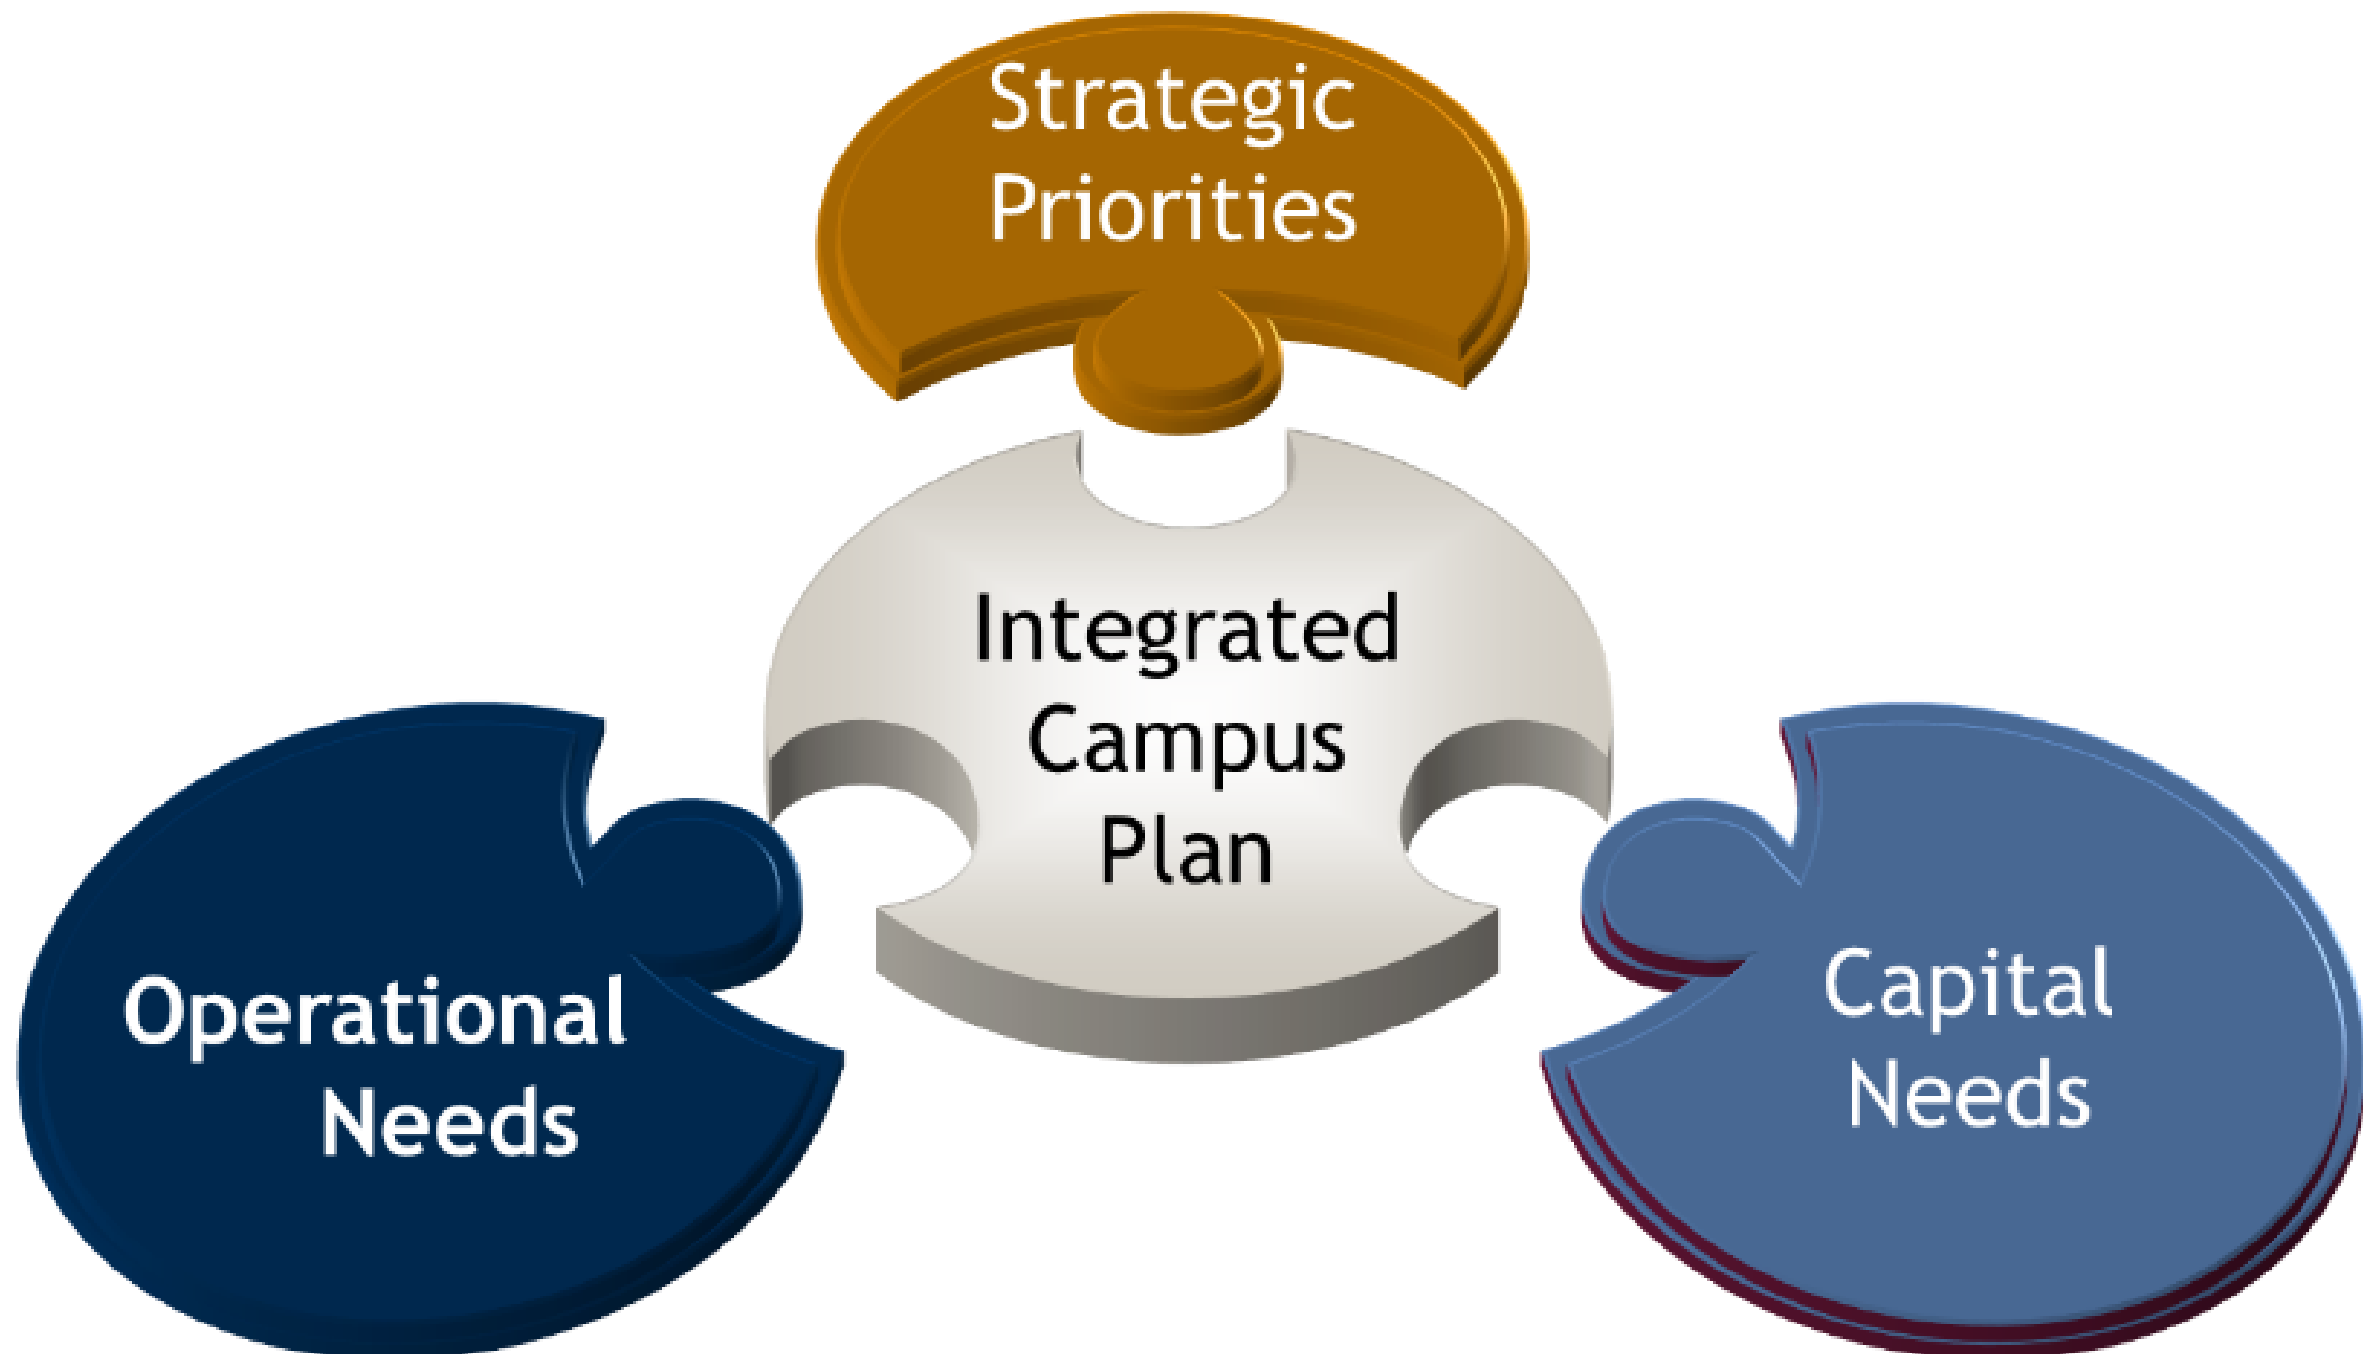 Strategic
Priorities
Integrated
Campus
Plan
Operational
Needs
Capital
Needs